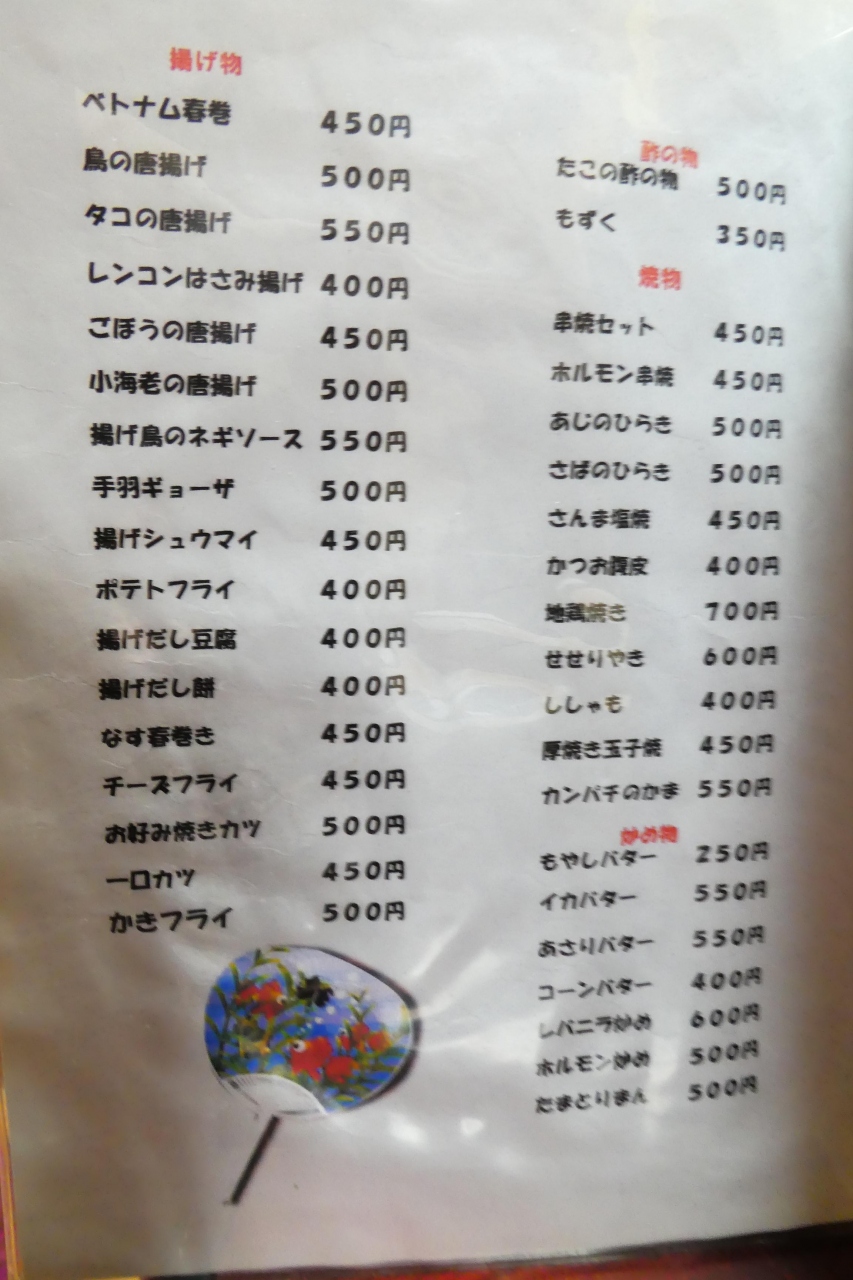 揚げ物
ベトナム春巻 450円
鳥の唐揚げ 500円
タコの唐揚げ 550円
レンコンはさみ揚げ 400円
ごぼうの唐揚げ 450円
小海老の唐揚げ 500円
揚げ鳥のネギソース 550円
手羽ギョーザ 500円
揚げシュウマイ 450円
ポテトフライ 400円
揚げだし豆腐 400円
揚げだし餅 400円
なす春巻き 450円
チーズフライ 450円
お好み焼きカツ 500円
一口カツ 450円
かきフライ 500円
酢の物
たこの酢の物 500円
もずく 350円
焼物
串焼セット 450円
ホルモン串焼 450円
あじのひらき 500円
さばのひらき 500円
さんま塩焼 450円
かつお腹皮 400円
地鶏焼き 700円
せせりやき 600円
ししゃも 400円
厚焼き玉子焼 450円
カンパチのかま 550円
炒め物
もやしバター 250円
イカバター 550円
あさりバター 550円
コーンバター 400円
レバニラ炒め 600円
ホルモン炒め 500円
たまとりまん 500円